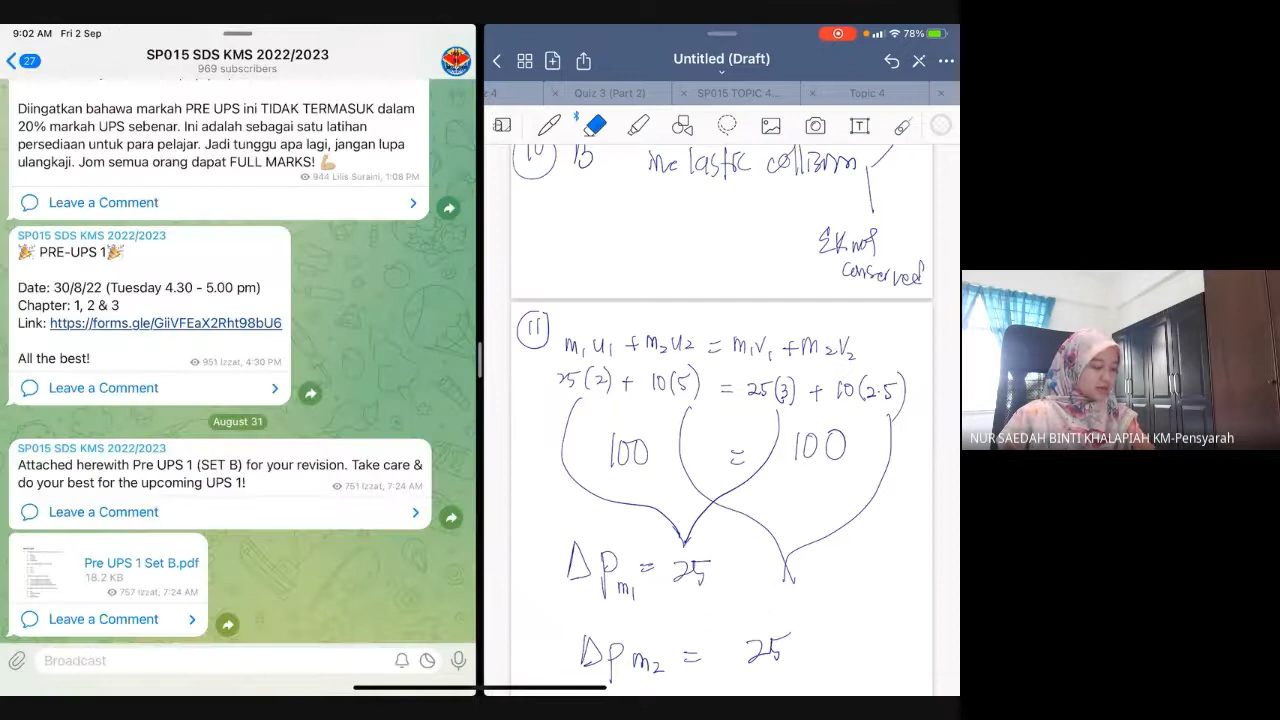 9:02 AM Fri 2 Sep
27
SP015 SDS KMS 2022/2023
969 subscribers
Diingatkan bahawa markah PRE UPS ini TIDAK TERMASUK dalam
20% markah UPS sebenar. Ini adalah sebagai satu latihan
persediaan untuk para pelajar. Jadi tunggu apa lagi, jangan lupa
ulangkaji. Jom semua orang dapat FULL MARKS! 💪🏼
944 Lilis Suraini, 1:08 PM
Leave a Comment
SP015 SDS KMS 2022/2023
🎉 PRE-UPS 1🎉
Date: 30/8/22 (Tuesday 4.30 - 5.00 pm)
Chapter: 1, 2 & 3
Link: https://forms.gle/GiiVFEaX2Rht98bU6
All the best!
951 Izzat, 4:30 PM
Leave a Comment
August 31
SP015 SDS KMS 2022/2023
Attached herewith Pre UPS 1 (SET B) for your revision. Take care &
do your best for the upcoming UPS 1!
751 Izzat, 7:24 AM
Leave a Comment
Pre UPS 1 Set B.pdf
18.2 KB
757 Izzat, 7:24 AM
Leave a Comment
Broadcast
78%
Untitled (Draft)
z 4
Quiz 3 (Part 2)
SP015 TOPIC 4...
Topic 4
10 15 inelastic collision
ΣK not
conserved
11
m₁u₁ + m₂u₂ = m₁v₁ + m₂v₂
25(2) + 10(5) = 25(3) + 10(2.5)
100 = 100
Δp m₁ = 25
Δp m₂ = 25
NUR SAEDAH BINTI KHALAPIAH KM-Pensyarah